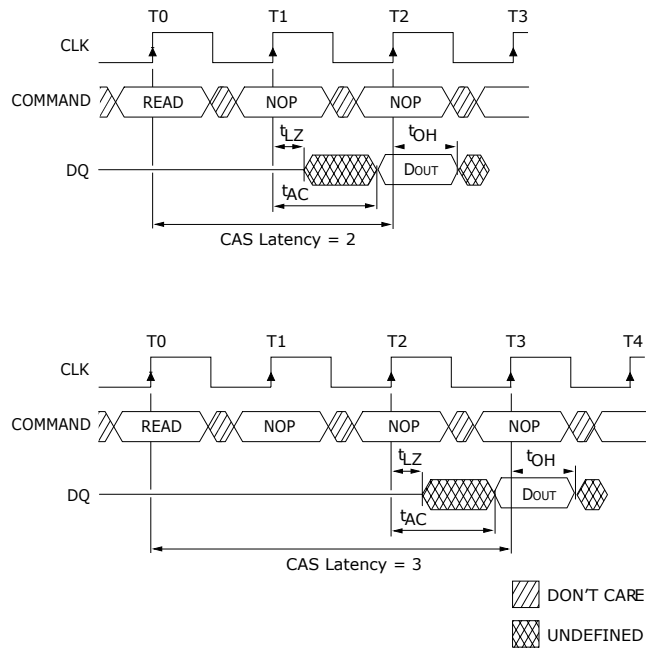 T0 T1 T2 T3
CLK
COMMAND READ NOP NOP
tLZ tOH
DQ DOUT
tAC
CAS Latency = 2
T0 T1 T2 T3 T4
CLK
COMMAND READ NOP NOP NOP
tLZ tOH
DQ DOUT
tAC
CAS Latency = 3
DON'T CARE
UNDEFINED